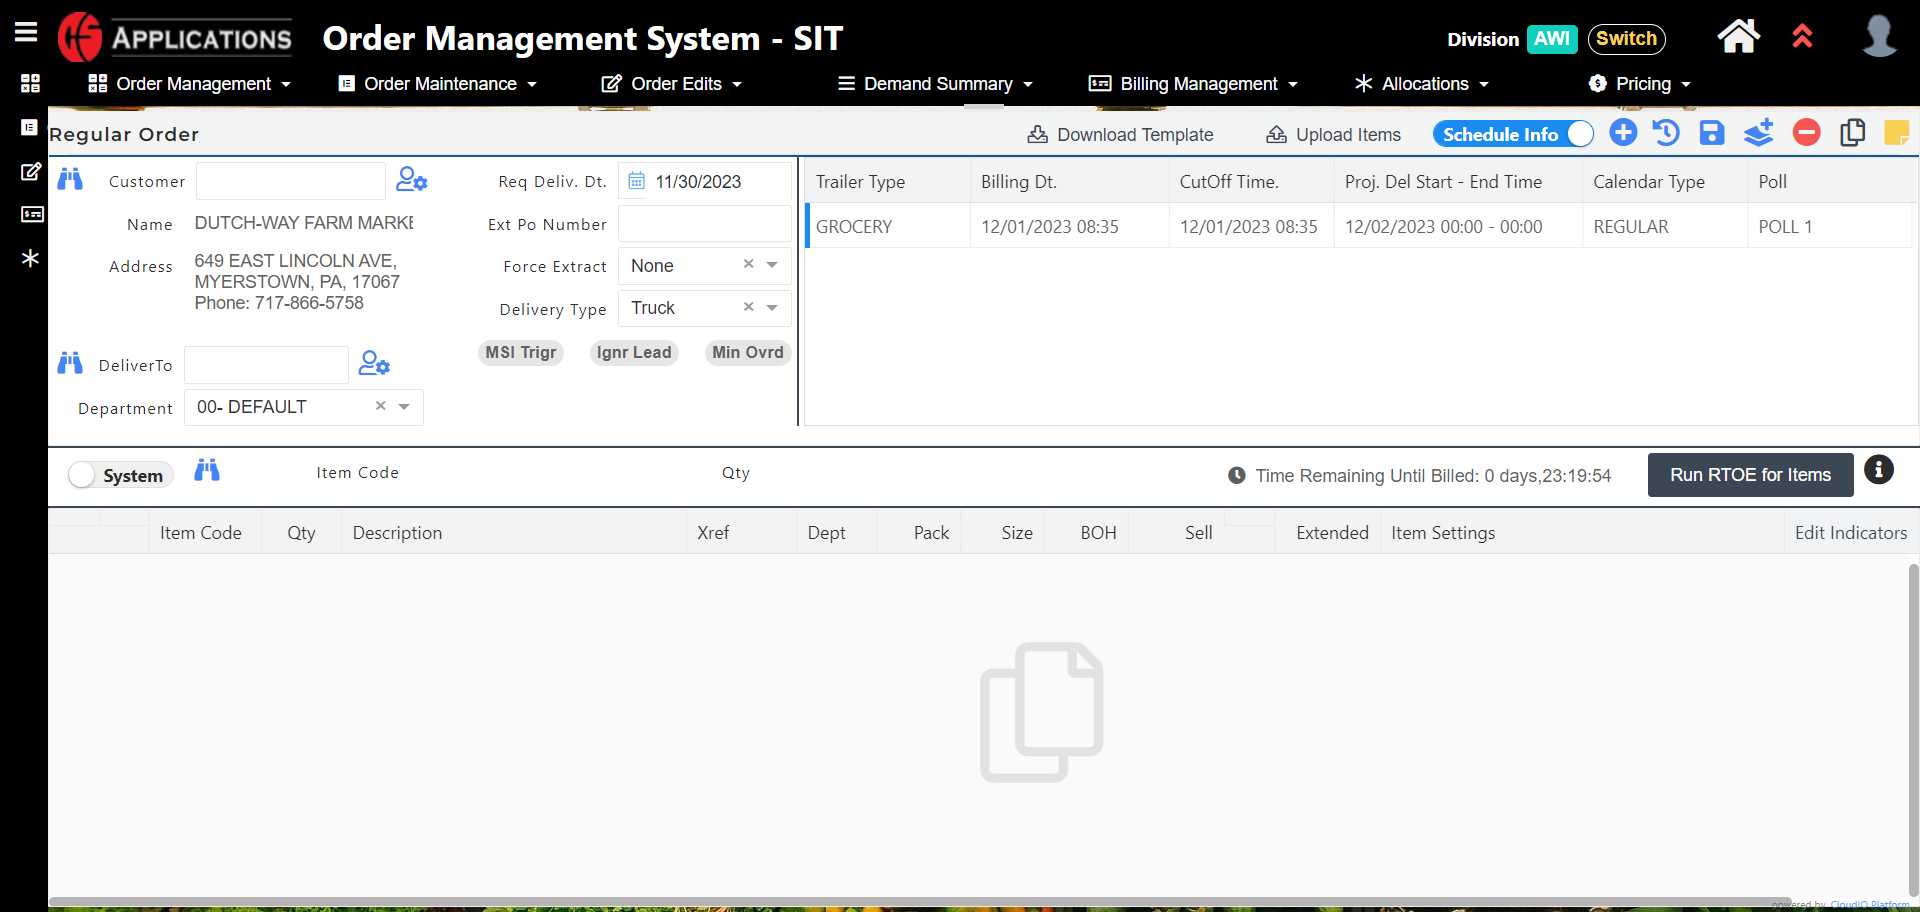 APPLICATIONS
Order Management System - SIT
Division AWI Switch
Order Management
Order Maintenance
Order Edits
Demand Summary
Billing Management
Allocations
Pricing
Regular Order
Download Template
Upload Items
Schedule Info
Customer
Name DUTCH-WAY FARM MARKE
Address 649 EAST LINCOLN AVE,
MYERSTOWN, PA, 17067
Phone: 717-866-5758
DeliverTo
Department 00- DEFAULT
Req Deliv. Dt. 11/30/2023
Ext Po Number
Force Extract None
Delivery Type Truck
MSI Trigr Ignr Lead Min Ovrd
Trailer Type Billing Dt. CutOff Time. Proj. Del Start - End Time Calendar Type Poll
GROCERY 12/01/2023 08:35 12/01/2023 08:35 12/02/2023 00:00 - 00:00 REGULAR POLL 1
System
Item Code
Qty
Time Remaining Until Billed: 0 days,23:19:54
Run RTOE for Items
Item Code Qty Description Xref Dept Pack Size BOH Sell Extended Item Settings Edit Indicators
powered by CloudIO Platform